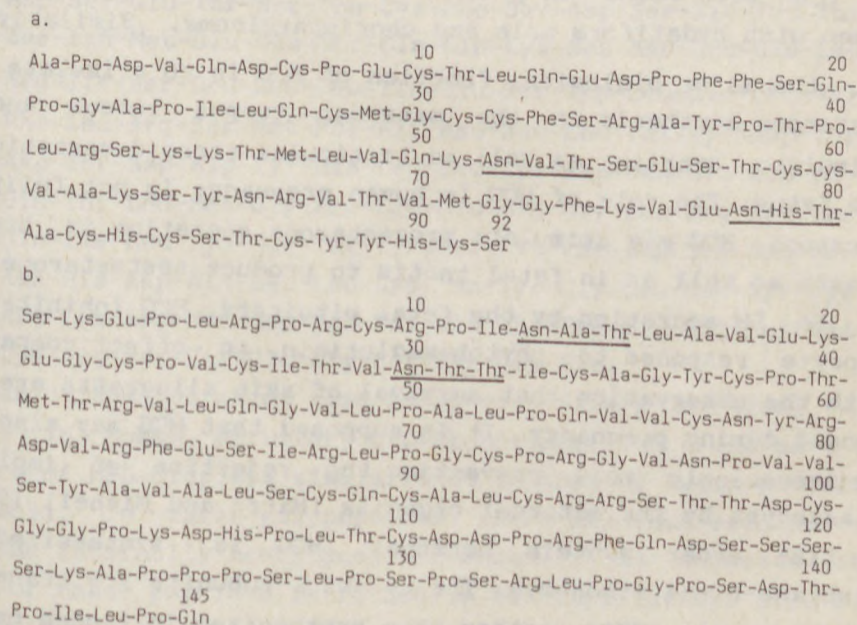 a.
10 20
Ala-Pro-Asp-Val-Gln-Asp-Cys-Pro-Glu-Cys-Thr-Leu-Gln-Glu-Asp-Pro-Phe-Phe-Ser-Gln-
30 40
Pro-Gly-Ala-Pro-Ile-Leu-Gln-Cys-Met-Gly-Cys-Cys-Phe-Ser-Arg-Ala-Tyr-Pro-Thr-Pro-
50 60
Leu-Arg-Ser-Lys-Lys-Thr-Met-Leu-Val-Gln-Lys-Asn-Val-Thr-Ser-Glu-Ser-Thr-Cys-Cys-
70 80
Val-Ala-Lys-Ser-Tyr-Asn-Arg-Val-Thr-Val-Met-Gly-Gly-Phe-Lys-Val-Glu-Asn-His-Thr-
90 92
Ala-Cys-His-Cys-Ser-Thr-Cys-Tyr-Tyr-His-Lys-Ser
b.
10 20
Ser-Lys-Glu-Pro-Leu-Arg-Pro-Arg-Cys-Arg-Pro-Ile-Asn-Ala-Thr-Leu-Ala-Val-Glu-Lys-
30 40
Glu-Gly-Cys-Pro-Val-Cys-Ile-Thr-Val-Asn-Thr-Thr-Ile-Cys-Ala-Gly-Tyr-Cys-Pro-Thr-
50 60
Met-Thr-Arg-Val-Leu-Gln-Gly-Val-Leu-Pro-Ala-Leu-Pro-Gln-Val-Val-Cys-Asn-Tyr-Arg-
70 80
Asp-Val-Arg-Phe-Glu-Ser-Ile-Arg-Leu-Pro-Gly-Cys-Pro-Arg-Gly-Val-Asn-Pro-Val-Val-
90 100
Ser-Tyr-Ala-Val-Ala-Leu-Ser-Cys-Gln-Cys-Ala-Leu-Cys-Arg-Arg-Ser-Thr-Thr-Asp-Cys-
110 120
Gly-Gly-Pro-Lys-Asp-His-Pro-Leu-Thr-Cys-Asp-Asp-Pro-Arg-Phe-Gln-Asp-Ser-Ser-Ser-
130 140
Ser-Lys-Ala-Pro-Pro-Pro-Ser-Leu-Pro-Ser-Pro-Ser-Arg-Leu-Pro-Gly-Pro-Ser-Asp-Thr-
145
Pro-Ile-Leu-Pro-Gln